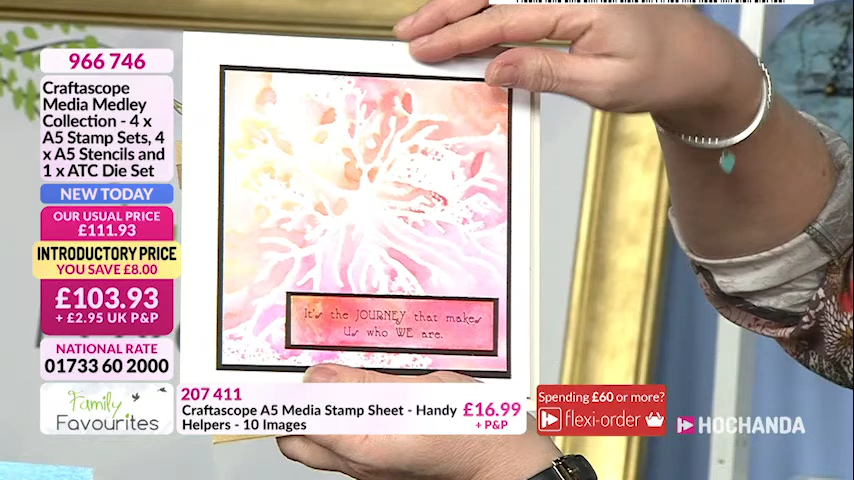 966 746
Craftascope
Media Medley
Collection - 4 x
A5 Stamp Sets, 4
x A5 Stencils and
1 x ATC Die Set
NEW TODAY
OUR USUAL PRICE
£111.93
INTRODUCTORY PRICE
YOU SAVE £8.00
£103.93
+ £2.95 UK P&P
NATIONAL RATE
01733 60 2000
Family
Favourites
It's the JOURNEY that makes
Us who WE are.
207 411
Craftascope A5 Media Stamp Sheet - Handy
Helpers - 10 Images
£16.99
+ P&P
Spending £60 or more?
flexi-order
HOCHANDA